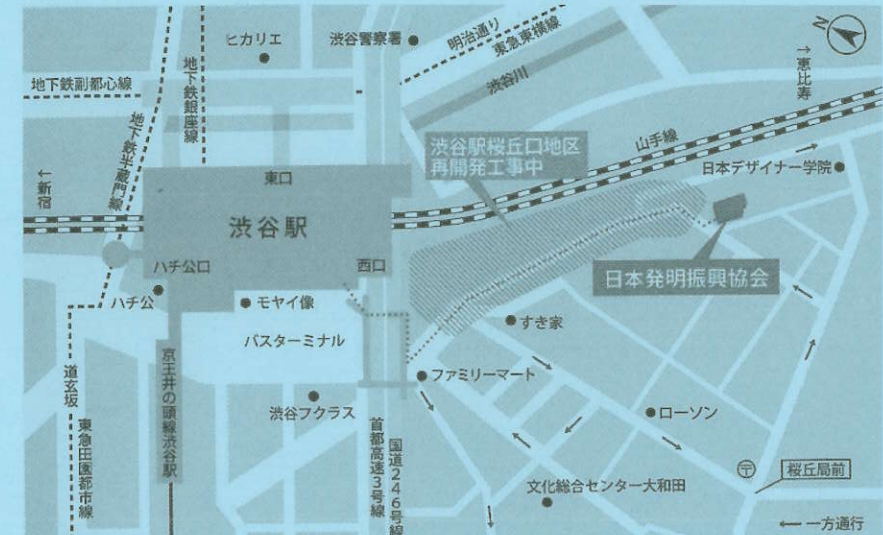 ヒカリエ
渋谷警察署
明治通り
東急東横線
渋谷川
N
↑恵比寿
地下鉄副都心線
地下鉄銀座線
地下鉄半蔵門線
↑新宿
渋谷駅桜丘口地区
再開発工事中
山手線
日本デザイナー学院
東口
渋谷駅
ハチ公口
西口
日本発明振興協会
ハチ公
モヤイ像
バスターミナル
すき家
ファミリーマート
道玄坂
東急田園都市線
京王井の頭線渋谷駅
渋谷フクラス
首都高速3号線
国道246号線
ローソン
文化総合センター大和田
〒
桜丘局前
← 一方通行